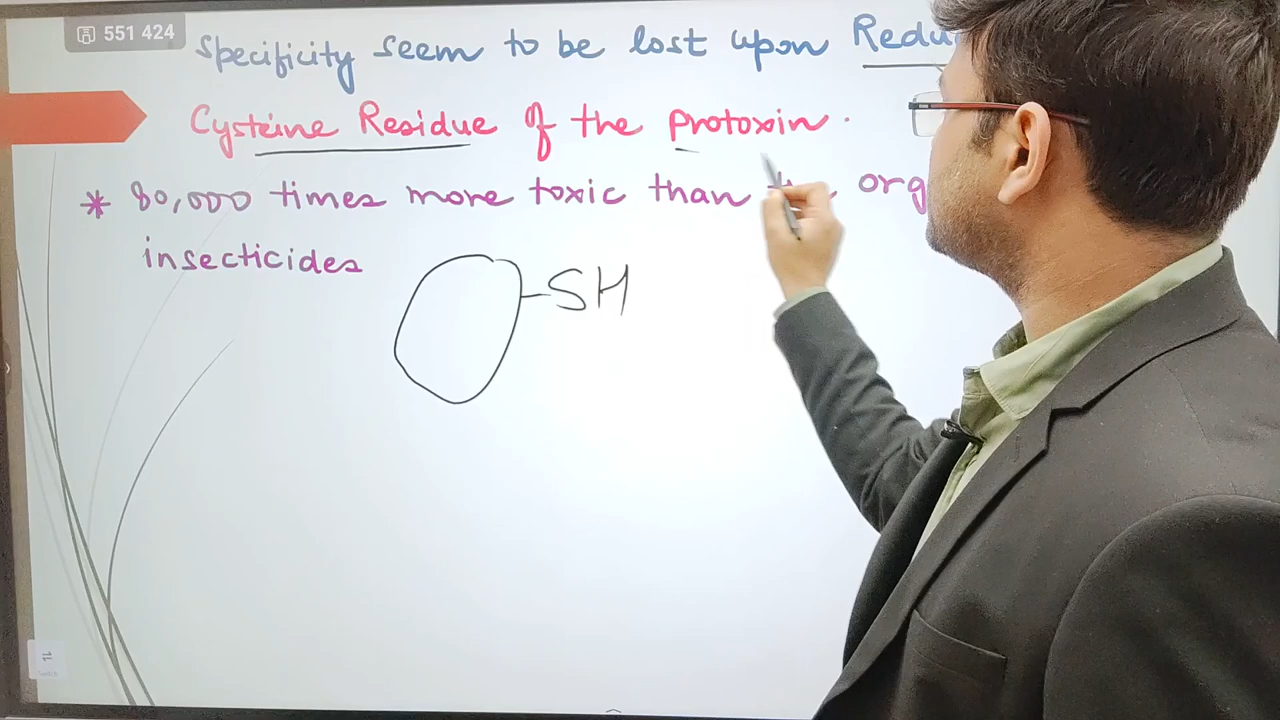 551 424
Specificity seem to be lost upon Redu
Cysteine Residue of the protoxin.
* 80,000 times more toxic than org
insecticides
SH